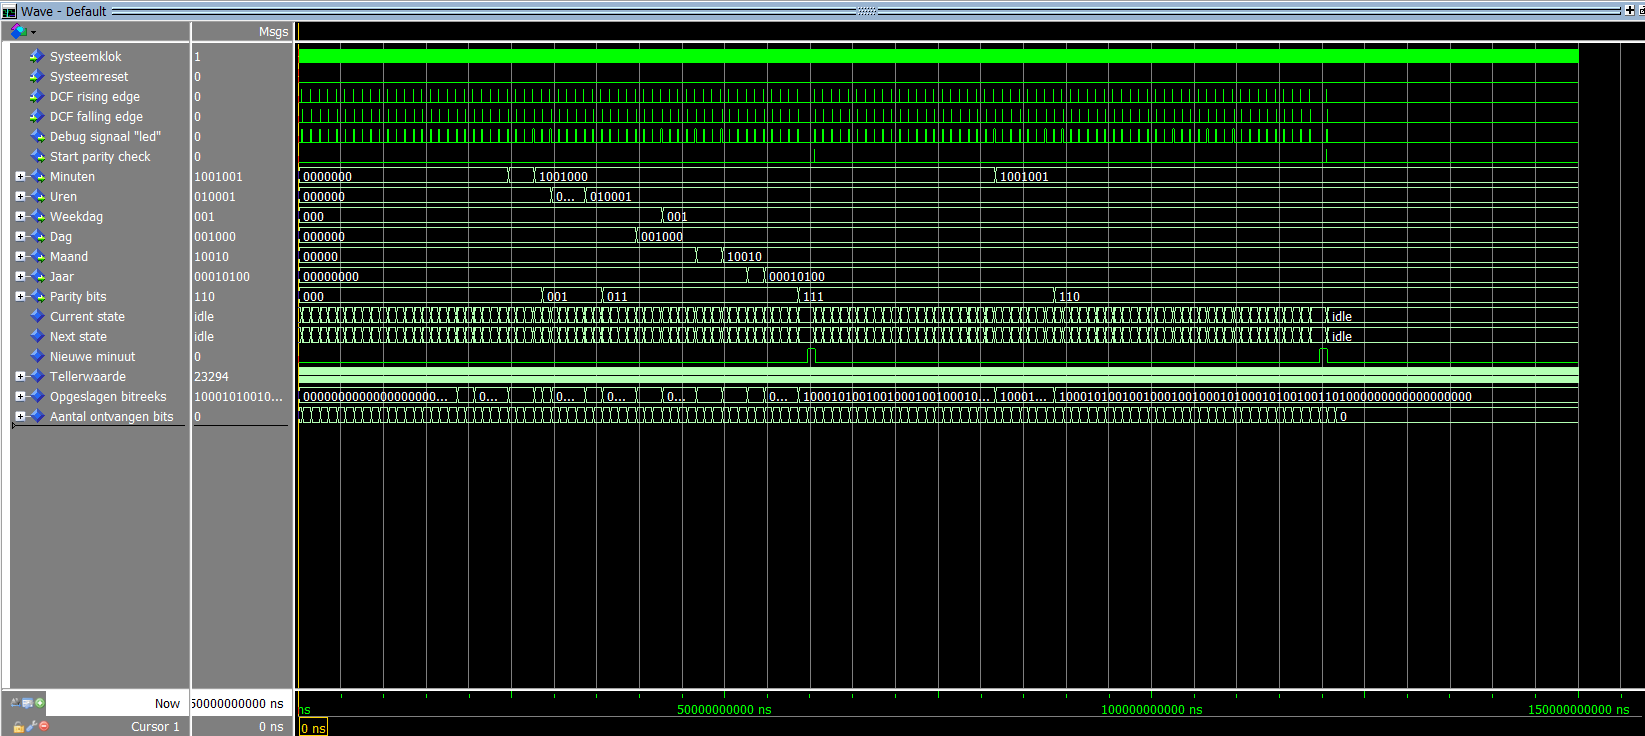 Wave - Default
Msgs
Systeemklok 1
Systeemreset 0
DCF rising edge 0
DCF falling edge 0
Debug signaal "led" 0
Start parity check 0
Minuten 1001001 0000000 1001000 1001001
Uren 010001 000000 0... 010001
Weekdag 001 000 001
Dag 001000 000000 001000
Maand 10010 00000 10010
Jaar 00010100 00000000 00010100
Parity bits 110 000 001 011 111 110
Current state idle idle
Next state idle idle
Nieuwe minuut 0
Tellerwaarde 23294
Opgeslagen bitreeks 10001010010... 0000000000000000000... 0... 0... 0... 0... 0... 1000101001001000100100010... 10001... 
Aantal ontvangen bits 0 0
Now 50000000000 ns ns 50000000000 ns 100000000000 ns 150000000000 ns
Cursor 1 0 ns 0 ns